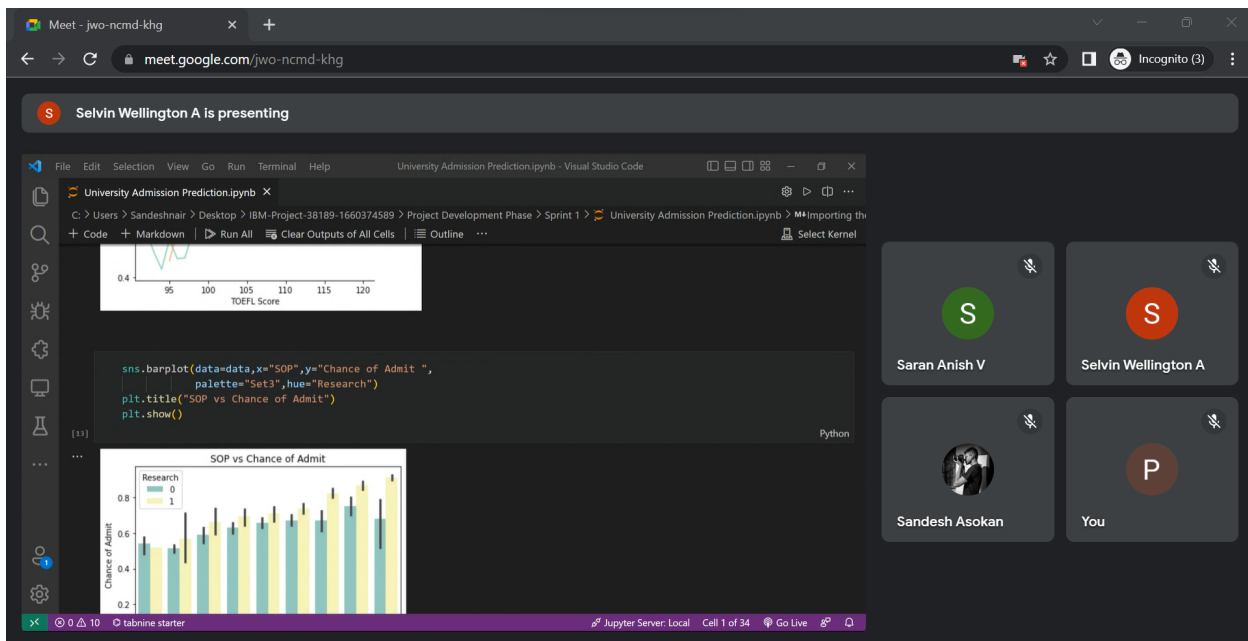 Meet - jwo-ncmd-khg
meet.google.com/jwo-ncmd-khg
Incognito (3)
S
Selvin Wellington A is presenting
File Edit Selection View Go Run Terminal Help
University Admission Prediction.ipynb - Visual Studio Code
University Admission Prediction.ipynb
C: > Users > Sandeshnair > Desktop > IBM-Project-38189-1660374589 > Project Development Phase > Sprint 1 > University Admission Prediction.ipynb > M↓Importing the
+ Code + Markdown | Run All Clear Outputs of All Cells | Outline ... Select Kernel
0.4
95 100 105 110 115 120
TOEFL Score
sns.barplot(data=data,x="SOP",y="Chance of Admit ",
palette="Set3",hue="Research")
plt.title("SOP vs Chance of Admit")
plt.show()
[13]
Python
SOP vs Chance of Admit
Research
0
1
0.8
0.6
0.4
0.2
Chance of Admit
1
0 10 tabnine starter
Jupyter Server: Local Cell 1 of 34 Go Live
S
Saran Anish V
S
Selvin Wellington A
Sandesh Asokan
P
You